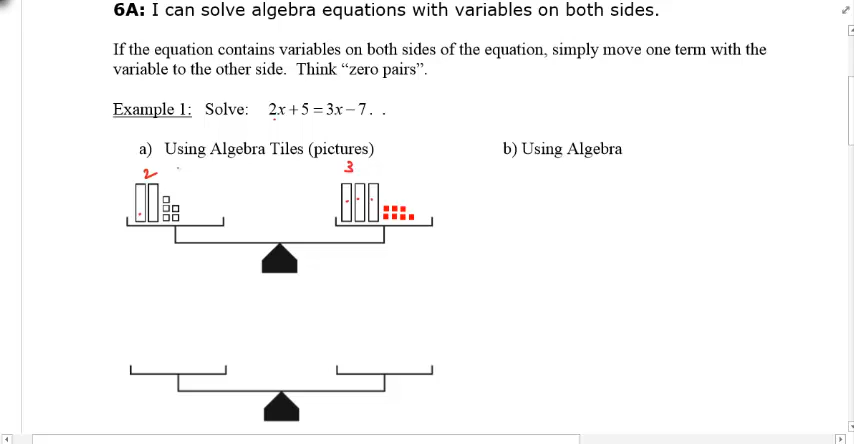 6A: I can solve algebra equations with variables on both sides.
If the equation contains variables on both sides of the equation, simply move one term with the
variable to the other side. Think “zero pairs”.
Example 1: Solve: 2x + 5 = 3x − 7. .
a) Using Algebra Tiles (pictures)
b) Using Algebra
2
3